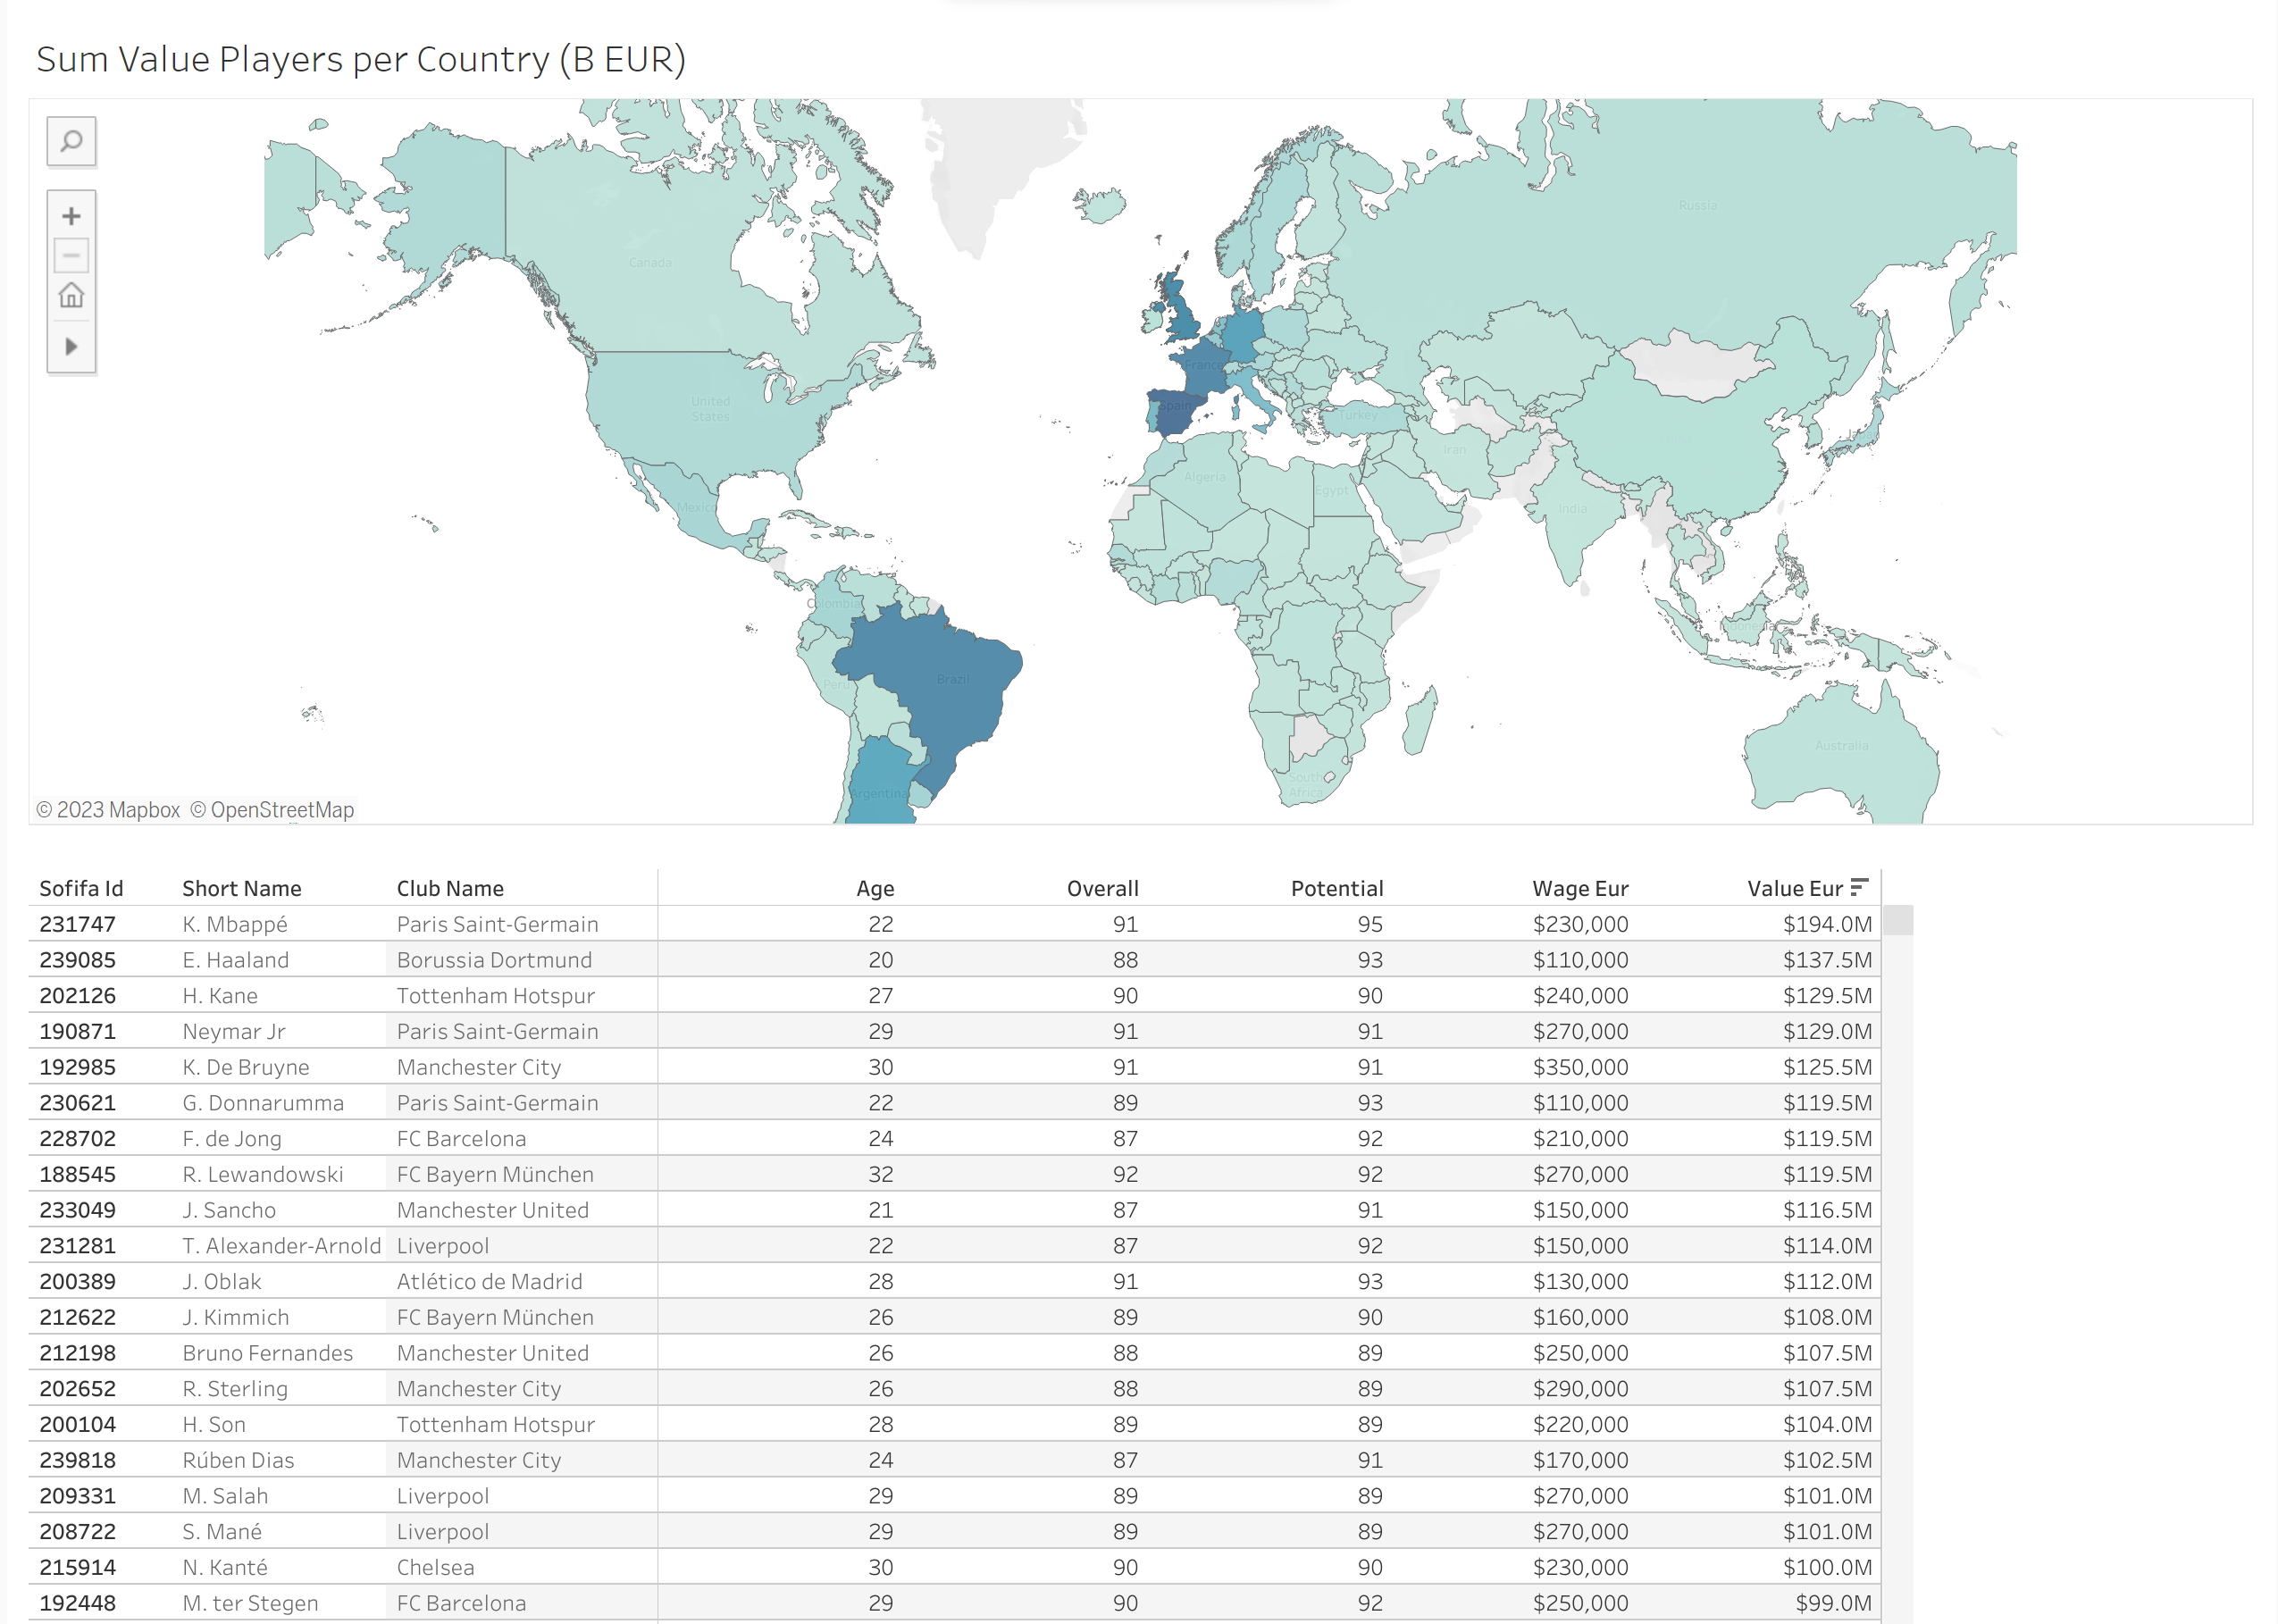 Sum Value Players per Country (B EUR)
Russia
Canada
France
United
States
Spain
Turkey
Iran
Algeria
Egypt
Mexico
India
Colombia
Indonesia
Peru
Brazil
Australia
South
Africa
Argentina
© 2023 Mapbox © OpenStreetMap
Sofifa Id Short Name Club Name Age Overall Potential Wage Eur Value Eur
231747 K. Mbappé Paris Saint-Germain 22 91 95 $230,000 $194.0M
239085 E. Haaland Borussia Dortmund 20 88 93 $110,000 $137.5M
202126 H. Kane Tottenham Hotspur 27 90 90 $240,000 $129.5M
190871 Neymar Jr Paris Saint-Germain 29 91 91 $270,000 $129.0M
192985 K. De Bruyne Manchester City 30 91 91 $350,000 $125.5M
230621 G. Donnarumma Paris Saint-Germain 22 89 93 $110,000 $119.5M
228702 F. de Jong FC Barcelona 24 87 92 $210,000 $119.5M
188545 R. Lewandowski FC Bayern München 32 92 92 $270,000 $119.5M
233049 J. Sancho Manchester United 21 87 91 $150,000 $116.5M
231281 T. Alexander-Arnold Liverpool 22 87 92 $150,000 $114.0M
200389 J. Oblak Atlético de Madrid 28 91 93 $130,000 $112.0M
212622 J. Kimmich FC Bayern München 26 89 90 $160,000 $108.0M
212198 Bruno Fernandes Manchester United 26 88 89 $250,000 $107.5M
202652 R. Sterling Manchester City 26 88 89 $290,000 $107.5M
200104 H. Son Tottenham Hotspur 28 89 89 $220,000 $104.0M
239818 Rúben Dias Manchester City 24 87 91 $170,000 $102.5M
209331 M. Salah Liverpool 29 89 89 $270,000 $101.0M
208722 S. Mané Liverpool 29 89 89 $270,000 $101.0M
215914 N. Kanté Chelsea 30 90 90 $230,000 $100.0M
192448 M. ter Stegen FC Barcelona 29 90 92 $250,000 $99.0M